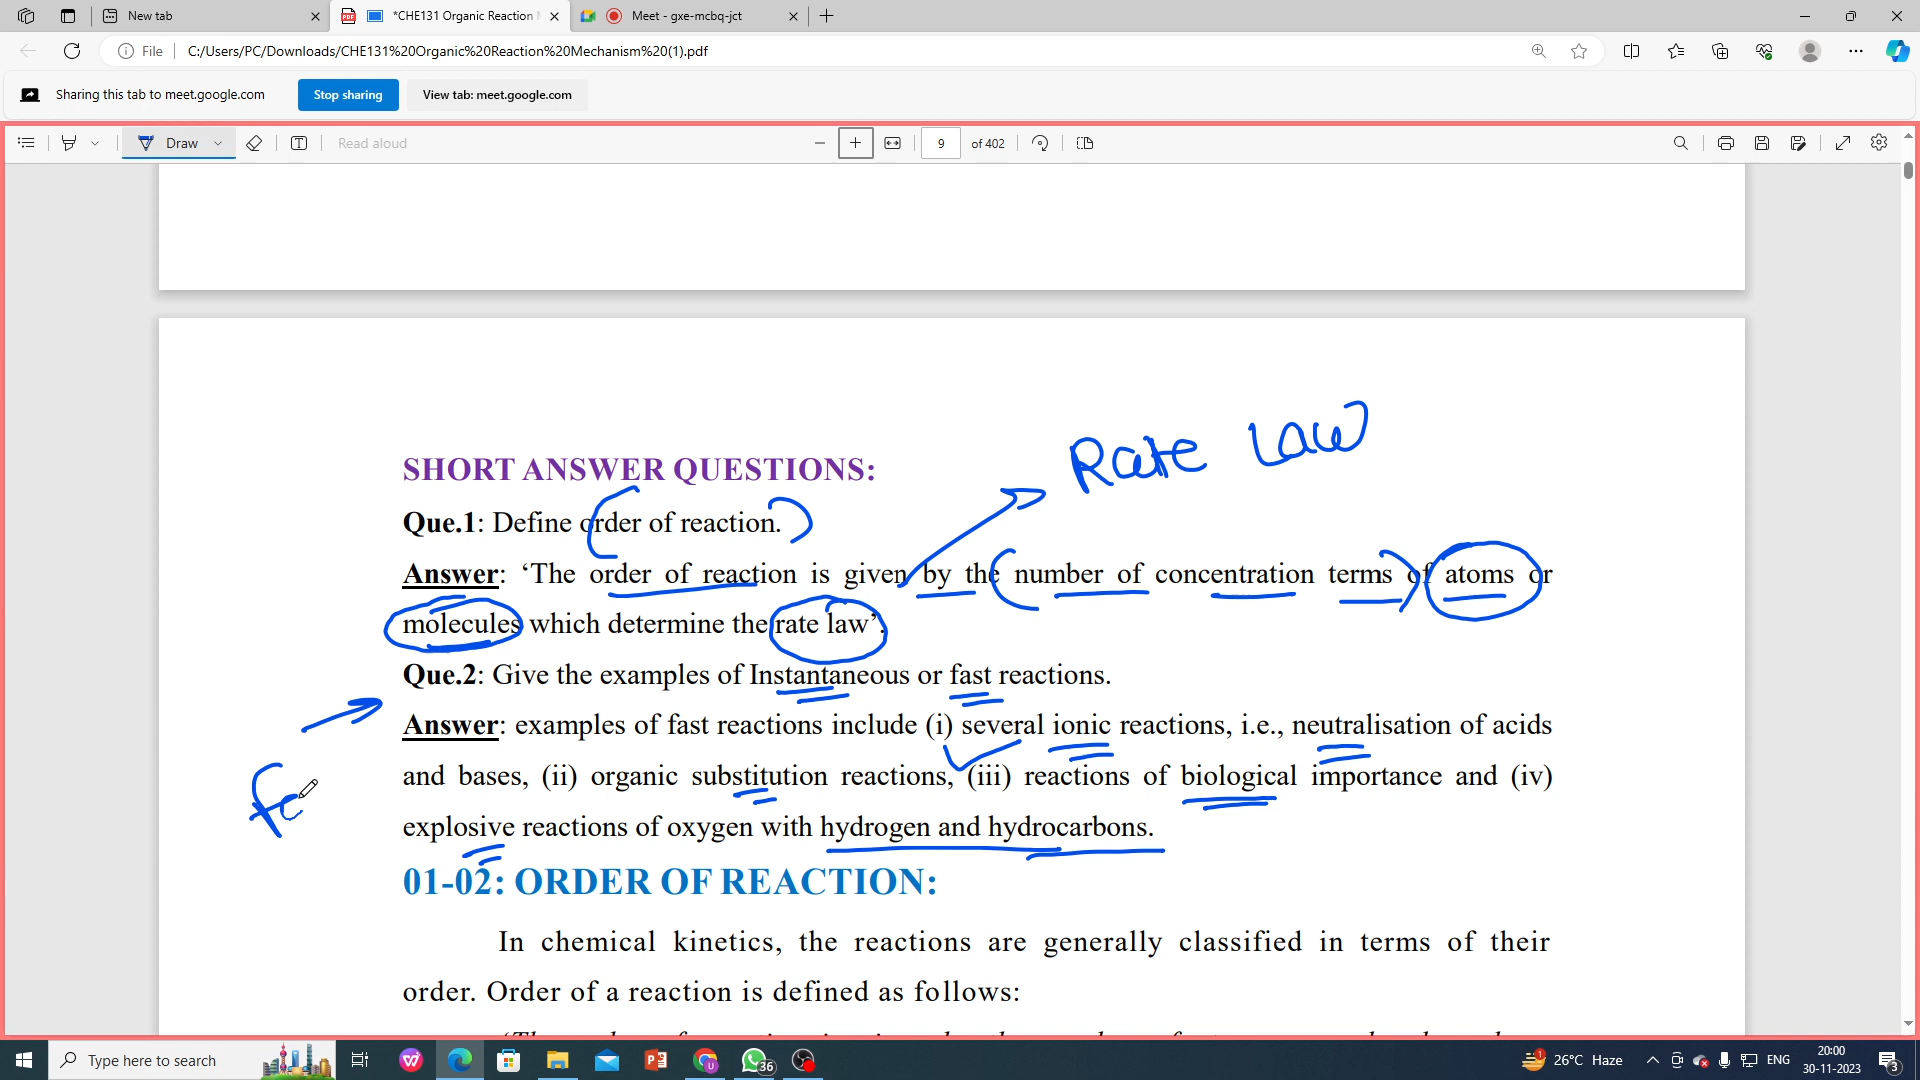 New tab
*CHE131 Organic Reaction M
Meet - gxe-mcbq-jct
File
C:/Users/PC/Downloads/CHE131%20Organic%20Reaction%20Mechanism%20(1).pdf
Sharing this tab to meet.google.com
Stop sharing
View tab: meet.google.com
Draw
Read aloud
9
of 402
Rate Law
SHORT ANSWER QUESTIONS:
Que.1: Define order of reaction.
Answer: ‘The order of reaction is given by the number of concentration terms of atoms or
molecules which determine the rate law’.
Que.2: Give the examples of Instantaneous or fast reactions.
Answer: examples of fast reactions include (i) several ionic reactions, i.e., neutralisation of acids
and bases, (ii) organic substitution reactions, (iii) reactions of biological importance and (iv)
explosive reactions of oxygen with hydrogen and hydrocarbons.
01-02: ORDER OF REACTION:
In chemical kinetics, the reactions are generally classified in terms of their
order. Order of a reaction is defined as follows:
Type here to search
36
26°C Haze
ENG
20:00
30-11-2023
3